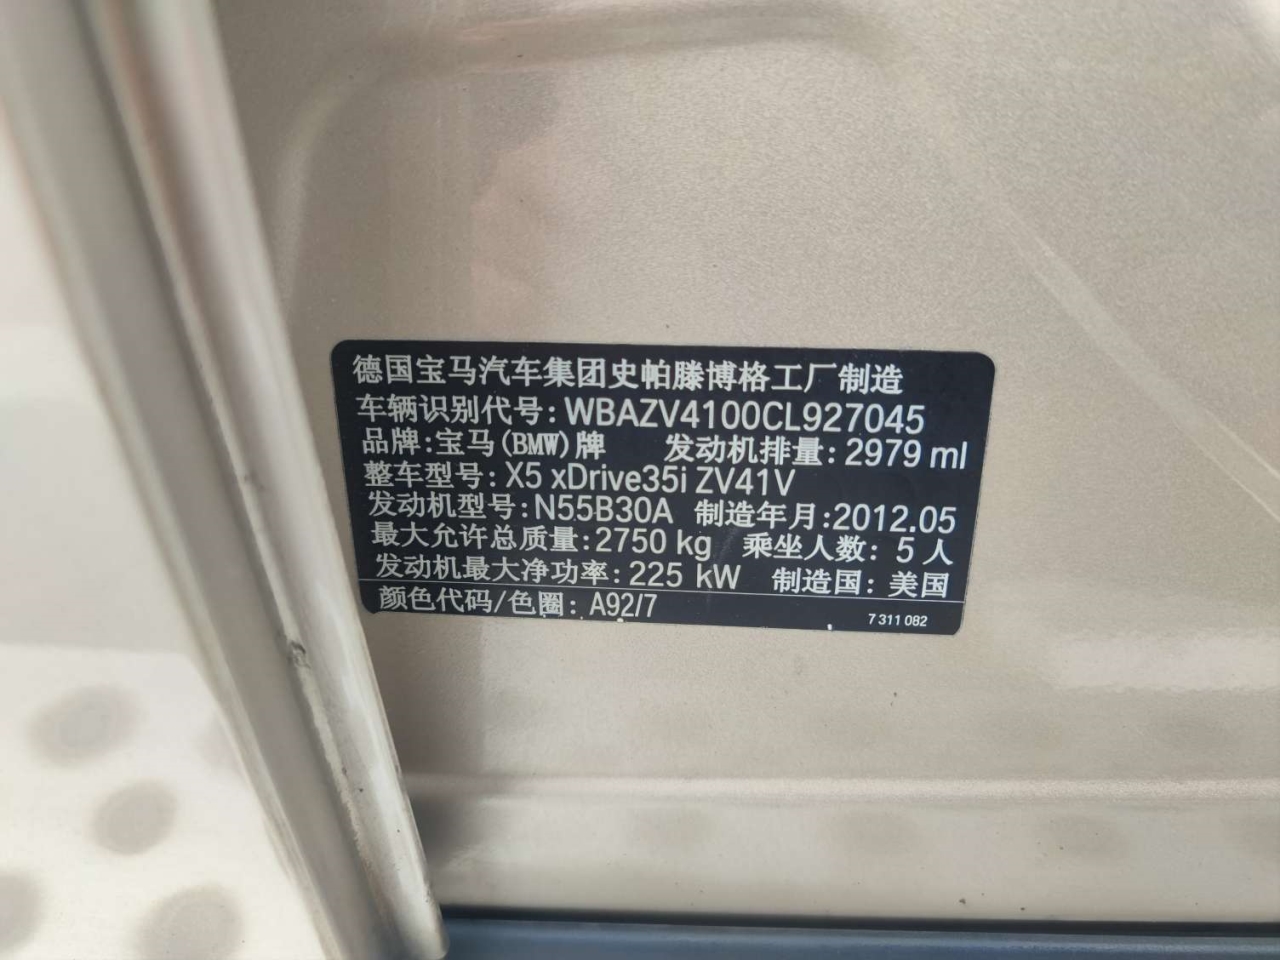 德国宝马汽车集团史帕滕博格工厂制造
车辆识别代号: WBAZV4100CL927045
品牌:宝马(BMW)牌 发动机排量: 2979 ml
整车型号: X5 xDrive35i ZV41V
发动机型号: N55B30A 制造年月:2012.05
最大允许总质量:2750 kg 乘坐人数: 5 人
发动机最大净功率: 225 kW 制造国: 美国
颜色代码/色圈: A92/7 7 311 082